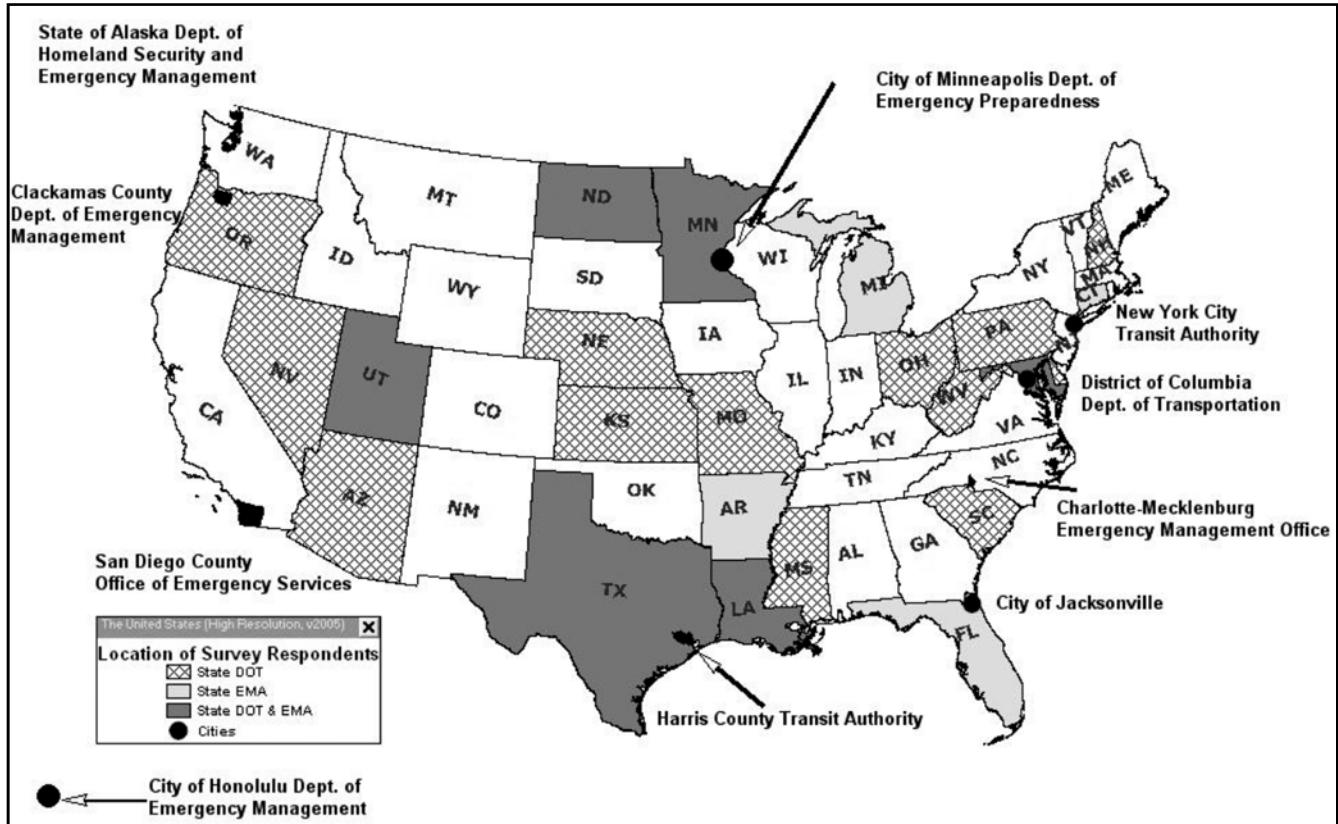 State of Alaska Dept. of
Homeland Security and
Emergency Management
City of Minneapolis Dept. of
Emergency Preparedness
Clackamas County
Dept. of Emergency
Management
WA
MT
ND
MN
ME
VT
NH
OR
ID
WY
SD
WI
MI
NY
MA
CT
New York City
Transit Authority
NV
UT
NE
IA
PA
NJ
IL
IN
OH
WV
District of Columbia
Dept. of Transportation
CA
CO
KS
MO
KY
VA
NC
TN
AZ
NM
OK
AR
SC
Charlotte-Mecklenburg
Emergency Management Office
MS
AL
GA
TX
LA
FL
City of Jacksonville
San Diego County
Office of Emergency Services
The United States (High Resolution, v2005)
Location of Survey Respondents
State DOT
State EMA
State DOT & EMA
Cities
Harris County Transit Authority
City of Honolulu Dept. of
Emergency Management